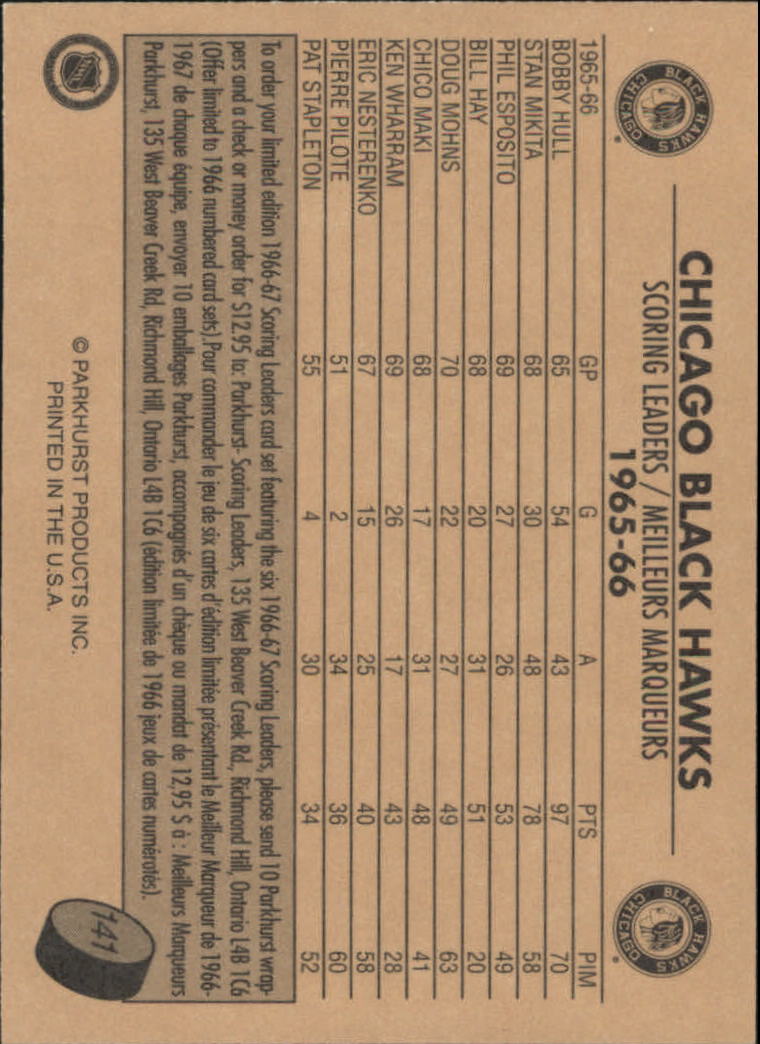 CHICAGO BLACK HAWKS
SCORING LEADERS / MEILLEURS MARQUEURS
1965-66
BLACK HAWKS CHICAGO
BLACK HAWKS CHICAGO
1965-66 GP G A PTS PIM
BOBBY HULL 65 54 43 97 70
STAN MIKITA 68 30 48 78 58
PHIL ESPOSITO 69 27 26 53 49
BILL HAY 68 20 31 51 20
DOUG MOHNS 70 22 27 49 63
CHICO MAKI 68 17 31 48 41
KEN WHARRAM 69 26 17 43 28
ERIC NESTERENKO 67 15 25 40 58
PIERRE PILOTE 51 2 34 36 60
PAT STAPLETON 55 4 30 34 52
To order your limited edition 1966-67 Scoring Leaders card set featuring the six 1966-67 Scoring Leaders, please send 10 Parkhurst wrap-
pers and a check or money order for $12.95 to: Parkhurst- Scoring Leaders, 135 West Beaver Creek Rd., Richmond Hill, Ontario L4B 1C6
(Offer limited to 1966 numbered card sets).Pour commander le jeu de six cartes d'édition limitée présentant le Meilleur Marqueur de 1966-
1967 de chaque équipe, envoyer 10 emballages Parkhurst, accompagnés d'un chèque ou mandat de 12,95 $ à : Meilleurs Marqueurs
Parkhurst, 135 West Beaver Creek Rd, Richmond Hill, Ontario L4B 1C6 (édition limitée de 1966 jeux de cartes numérotés).
NHL
© PARKHURST PRODUCTS INC.
PRINTED IN THE U.S.A.
141